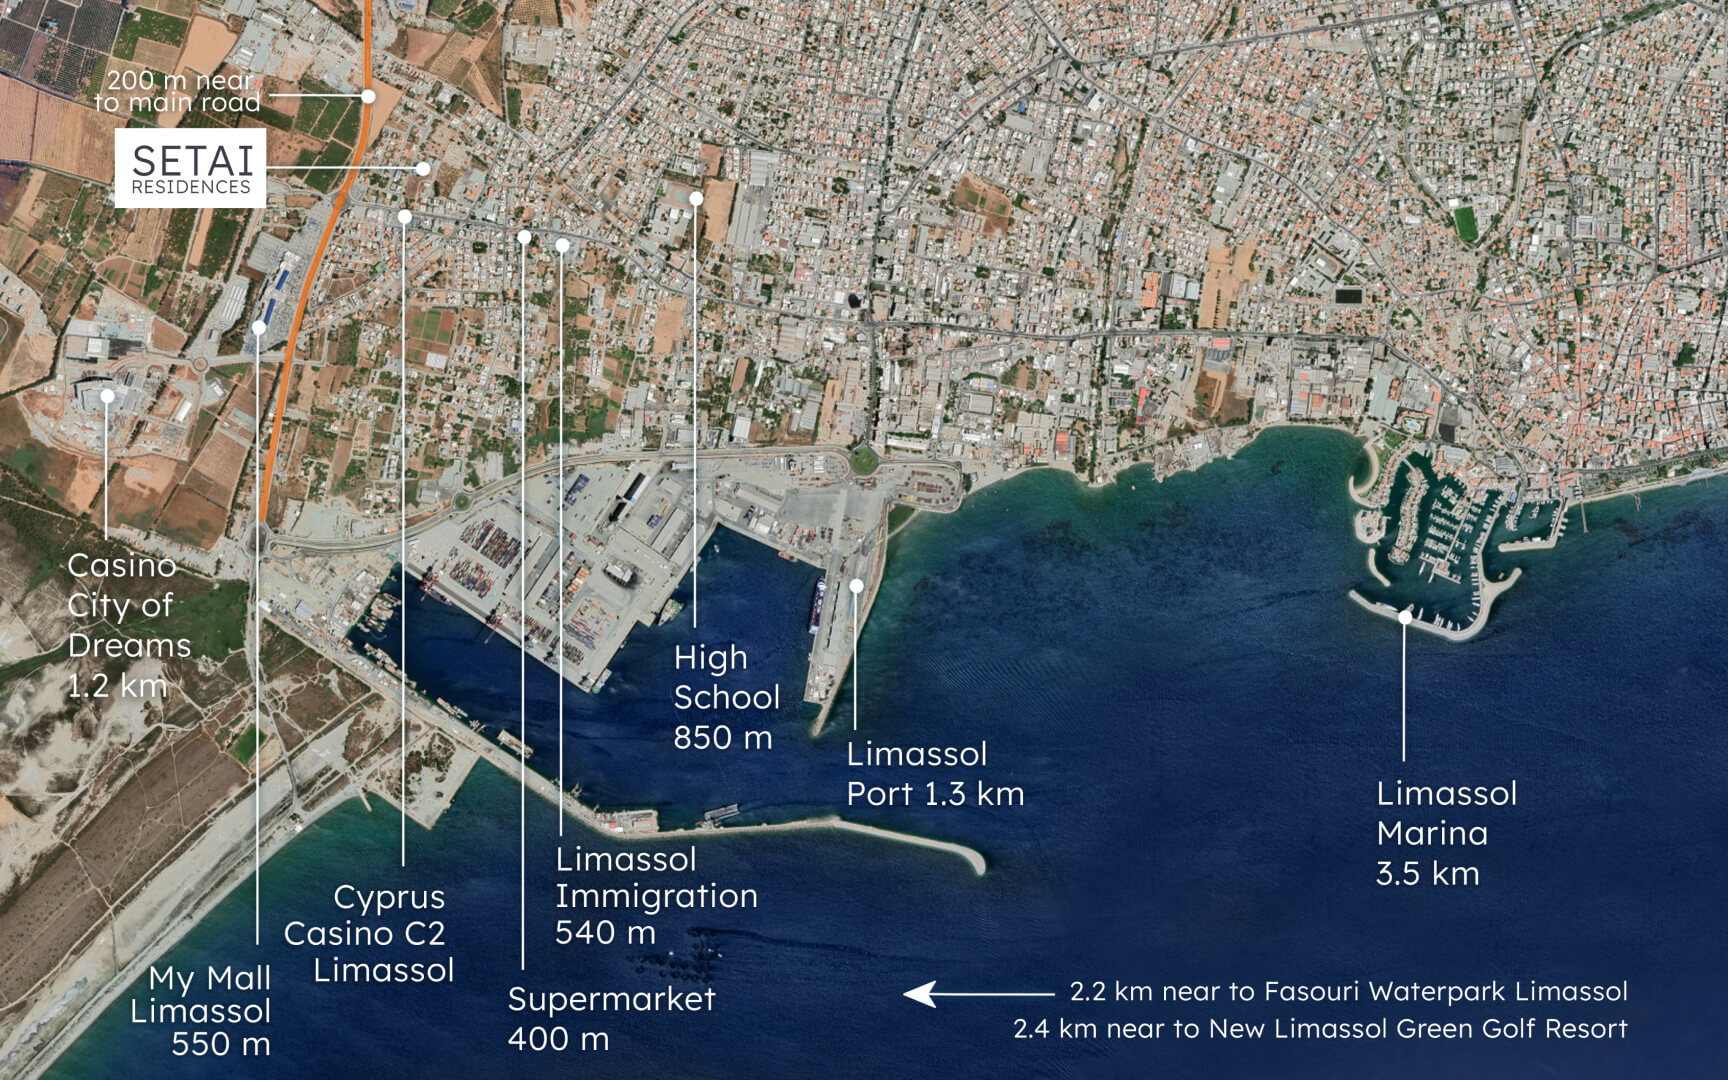 200 m near
to main road
SETAI
RESIDENCES
Casino
City of
Dreams
1.2 km
High
School
850 m
Limassol
Port 1.3 km
Limassol
Marina
3.5 km
Limassol
Immigration
540 m
Cyprus
Casino C2
Limassol
My Mall
Limassol
550 m
Supermarket
400 m
2.2 km near to Fasouri Waterpark Limassol
2.4 km near to New Limassol Green Golf Resort